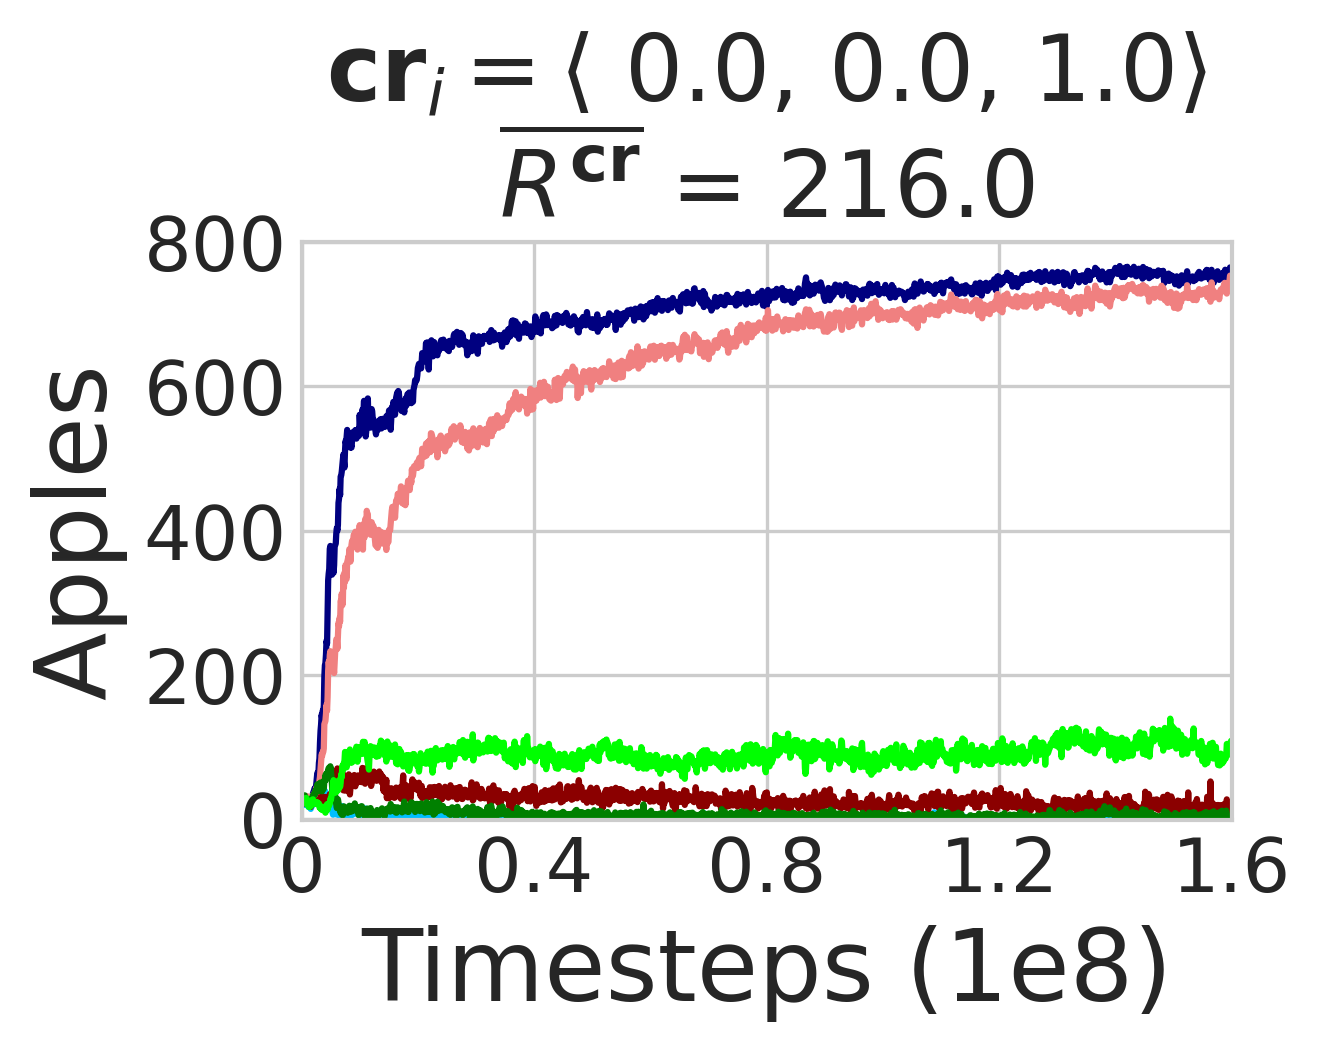 cr_i = ⟨ 0.0, 0.0, 1.0⟩
\overline{R^{cr}} = 216.0
800
600
400
200
0
Apples
0 0.4 0.8 1.2 1.6
Timesteps (1e8)